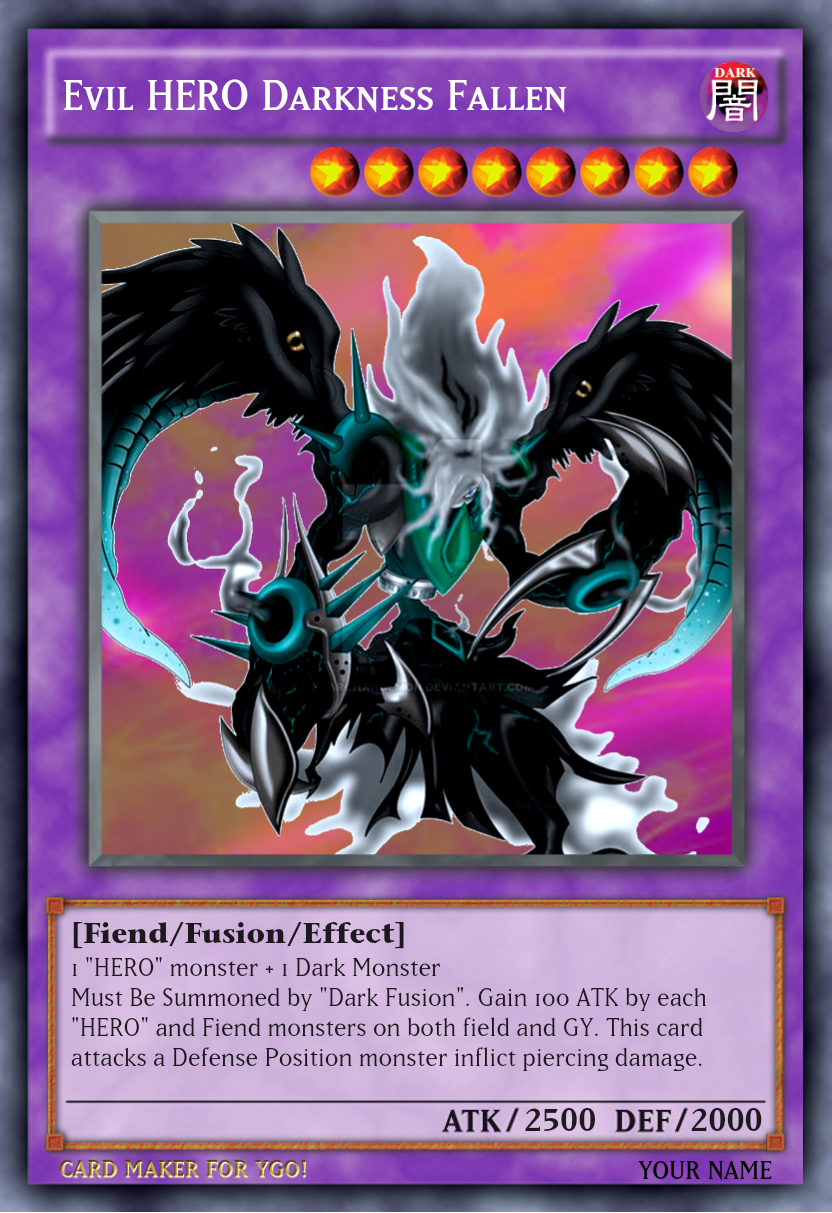 Evil HERO Darkness Fallen
DARK
闇
[Fiend/Fusion/Effect]
1 "HERO" monster + 1 Dark Monster
Must Be Summoned by "Dark Fusion". Gain 100 ATK by each
"HERO" and Fiend monsters on both field and GY. This card
attacks a Defense Position monster inflict piercing damage.
ATK/2500 DEF/2000
CARD MAKER FOR YGO!
YOUR NAME